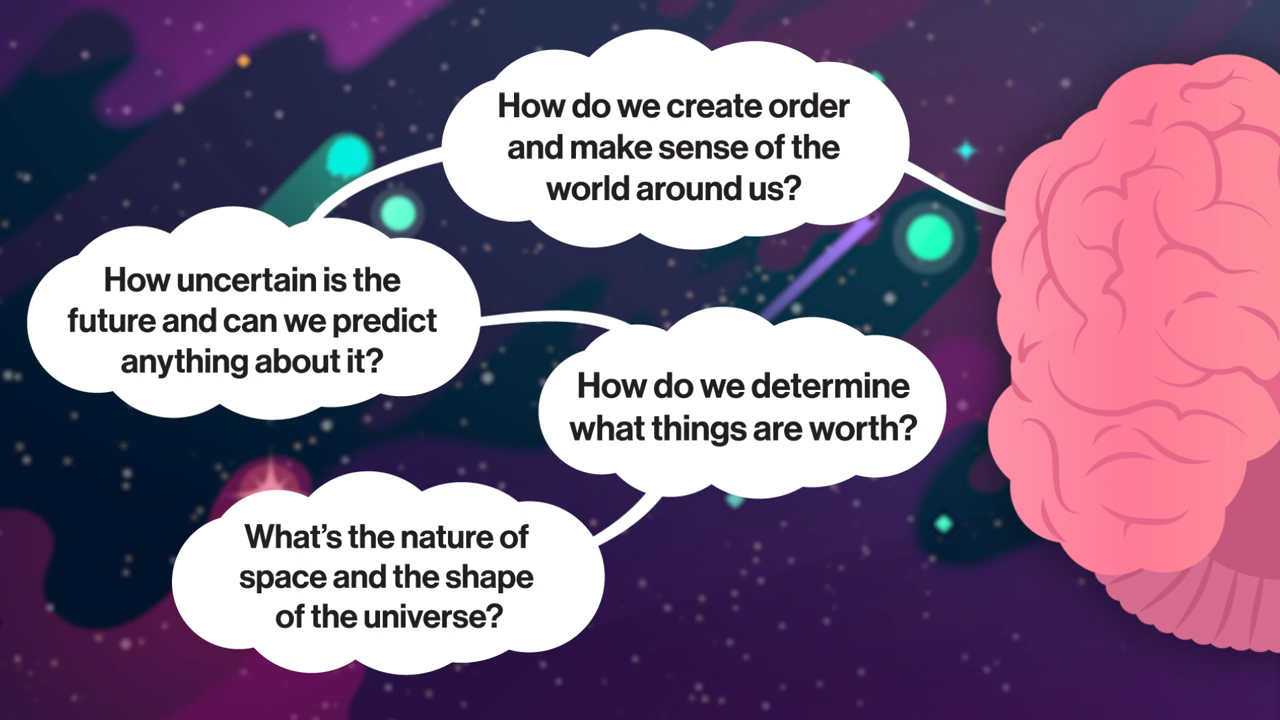 How do we create order
and make sense of the
world around us?
How uncertain is the
future and can we predict
anything about it?
How do we determine
what things are worth?
What’s the nature of
space and the shape
of the universe?